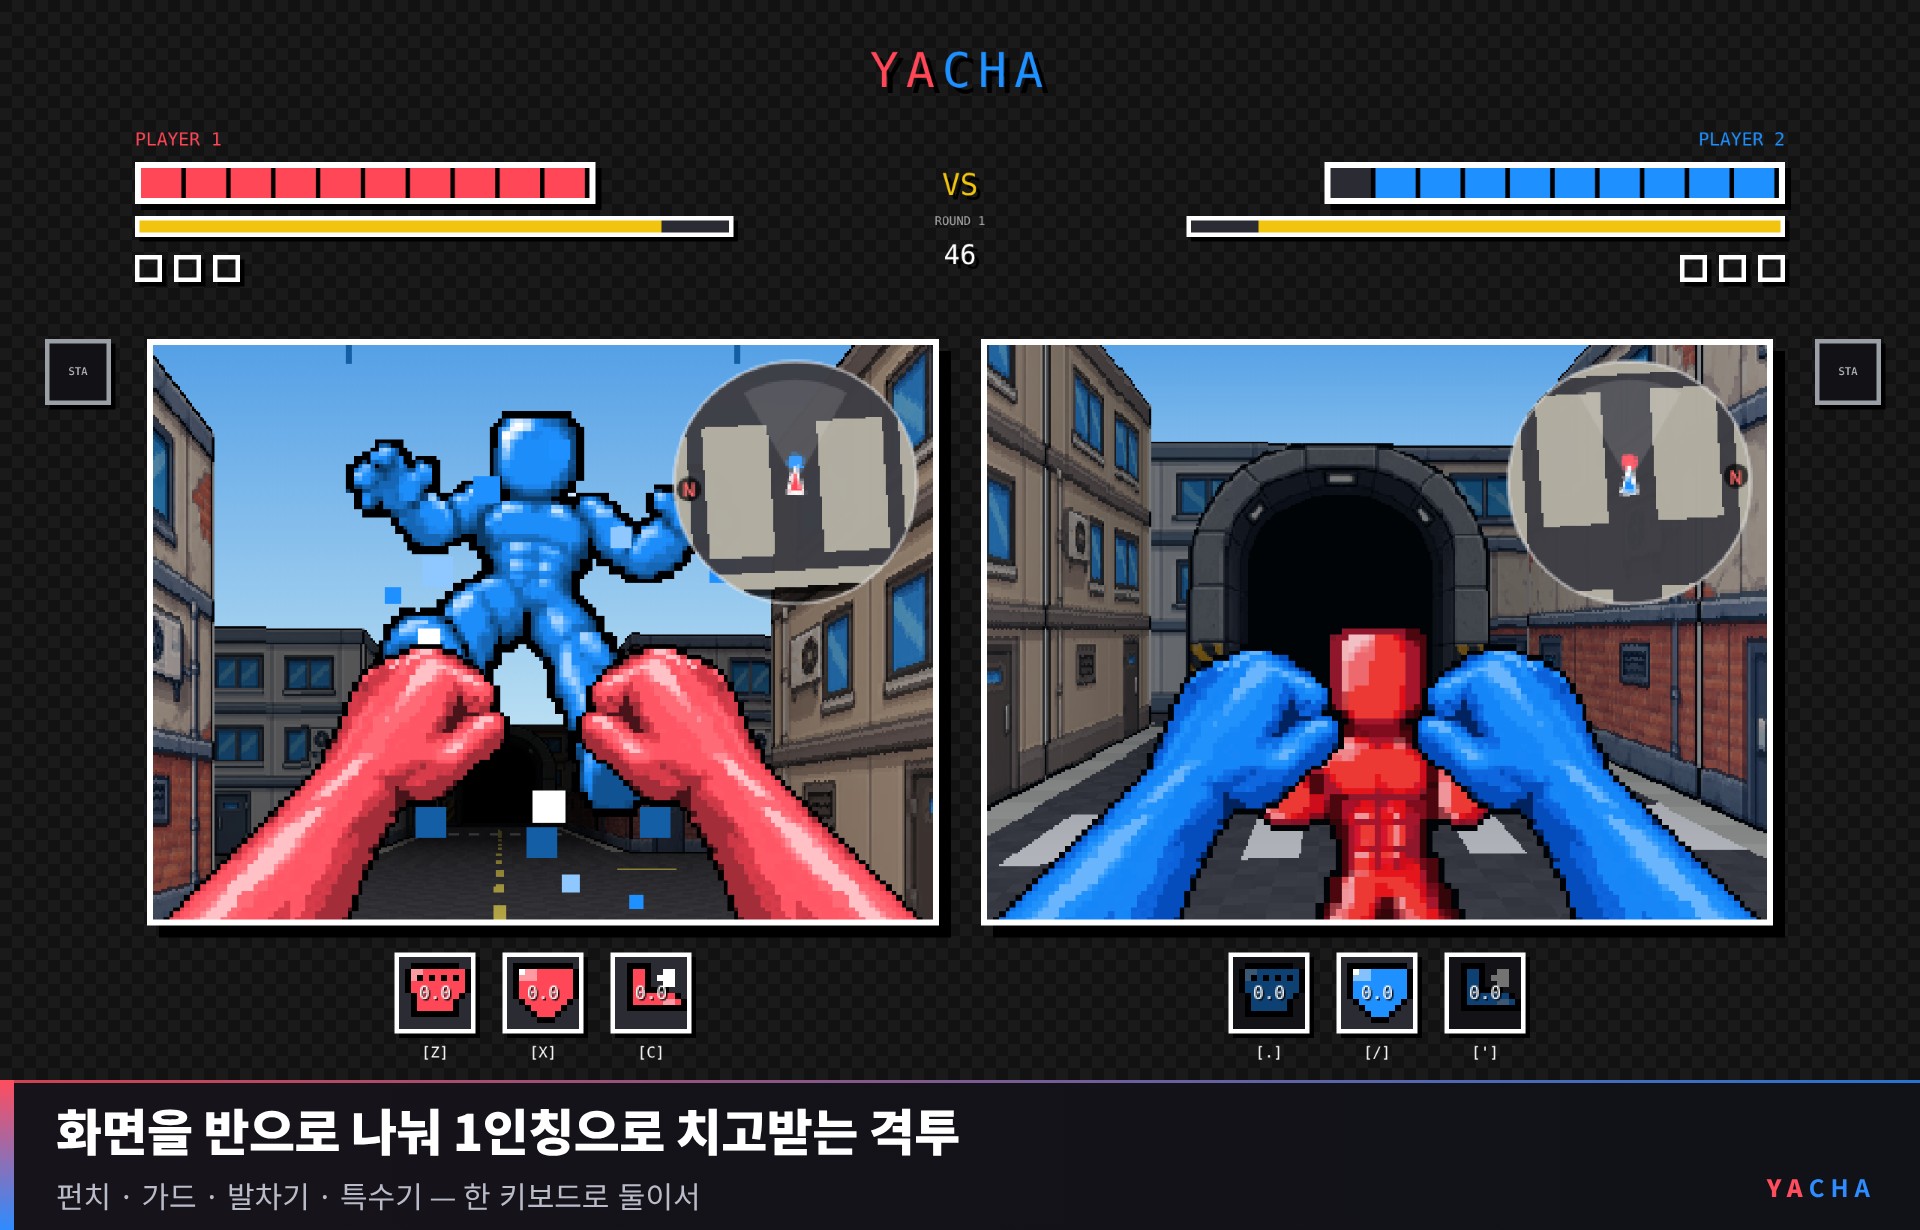 YACHA
PLAYER 1
PLAYER 2
VS
ROUND 1
46
STA
STA
N
N
0.0
0.0
0.0
0.0
0.0
0.0
[Z]
[X]
[C]
[.]
[/]
[']
화면을 반으로 나눠 1인칭으로 치고받는 격투
펀치 · 가드 · 발차기 · 특수기 — 한 키보드로 둘이서
YACHA